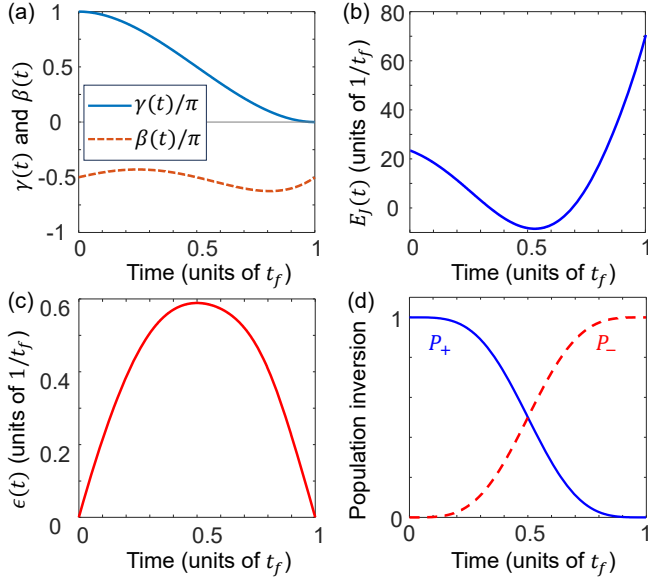 (a)
γ(t) and β(t)
1
0.5
0
-0.5
-1
γ(t)/π
β(t)/π
0
0.5
1
Time (units of t_f)
(b)
E_J(t) (units of 1/t_f)
80
60
40
20
0
0
0.5
1
Time (units of t_f)
(c)
ϵ(t) (units of 1/t_f)
0.6
0.4
0.2
0
0
0.5
1
Time (units of t_f)
(d)
Population inversion
1
0
P_+
P_−
0
0.5
1
Time (units of t_f)